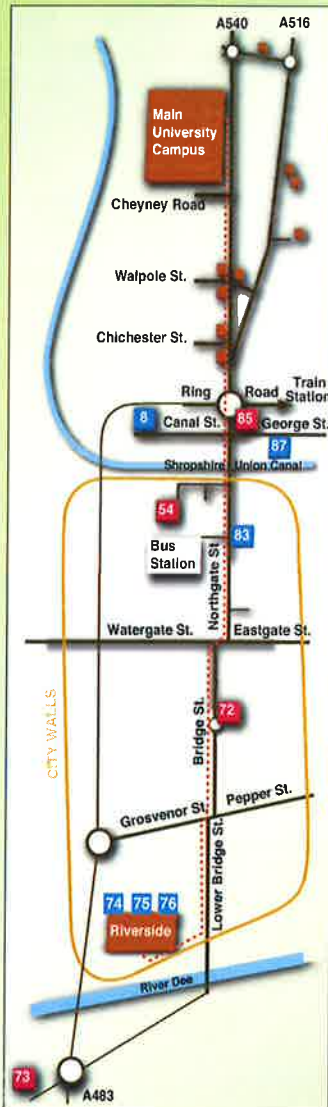 A540 A516
Main
University
Campus
Cheyney Road
Walpole St.
Chichester St.
Ring Road Train
Station
8 Canal St. 85 George St.
87
Shropshire Union Canal
54
Bus
Station
83
Northgate St
Watergate St. Eastgate St.
CITY WALLS
Bridge St.
72
Grosvenor St. Pepper St.
Lower Bridge St.
74 75 76
Riverside
River Dee
73
A483